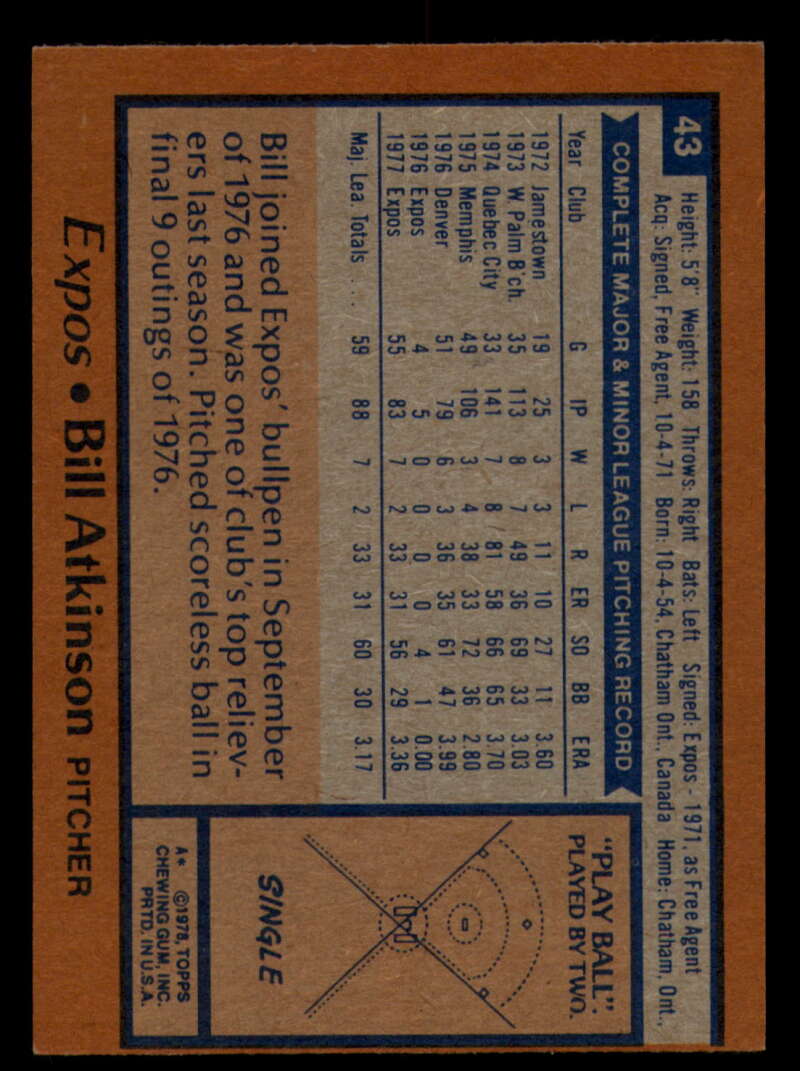 43
Height: 5'8" Weight: 158 Throws: Right Bats: Left Signed: Expos - 1971, as Free Agent
Acq: Signed, Free Agent, 10-4-71 Born: 10-4-54, Chatham Ont., Canada Home: Chatham, Ont.,
COMPLETE MAJOR & MINOR LEAGUE PITCHING RECORD
Year Club G IP W L R ER SO BB ERA
1972 Jamestown 19 25 3 3 11 10 27 11 3.60
1973 W. Palm B'ch. 35 113 8 7 49 36 69 33 3.03
1974 Quebec City 33 141 7 8 81 58 66 65 3.70
1975 Memphis 49 106 3 4 38 33 72 36 2.80
1976 Denver 51 79 6 3 36 35 61 47 3.99
1976 Expos 4 5 0 0 0 0 4 1 0.00
1977 Expos 55 83 7 2 33 31 56 29 3.36
Maj. Lea. Totals .... 59 88 7 2 33 31 60 30 3.17
Bill joined Expos' bullpen in September
of 1976 and was one of club's top reliev-
ers last season. Pitched scoreless ball in
final 9 outings of 1976.
"PLAY BALL".
PLAYED BY TWO.
SINGLE
A* ©1978, TOPPS
CHEWING GUM, INC.
PRTD. IN U.S.A.
Expos • Bill Atkinson PITCHER